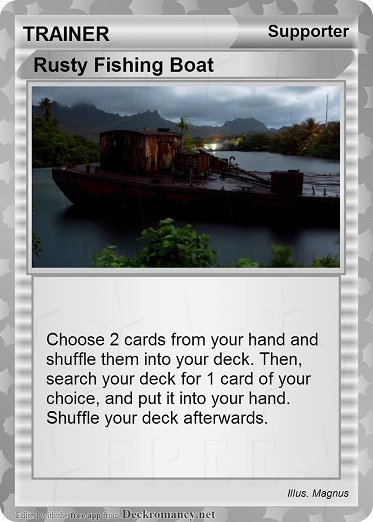 TRAINER Supporter
Rusty Fishing Boat
Choose 2 cards from your hand and
shuffle them into your deck. Then,
search your deck for 1 card of your
choice, and put it into your hand.
Shuffle your deck afterwards.
FREE
Illus. Magnus
Edited with the free app from Deckromancy.net